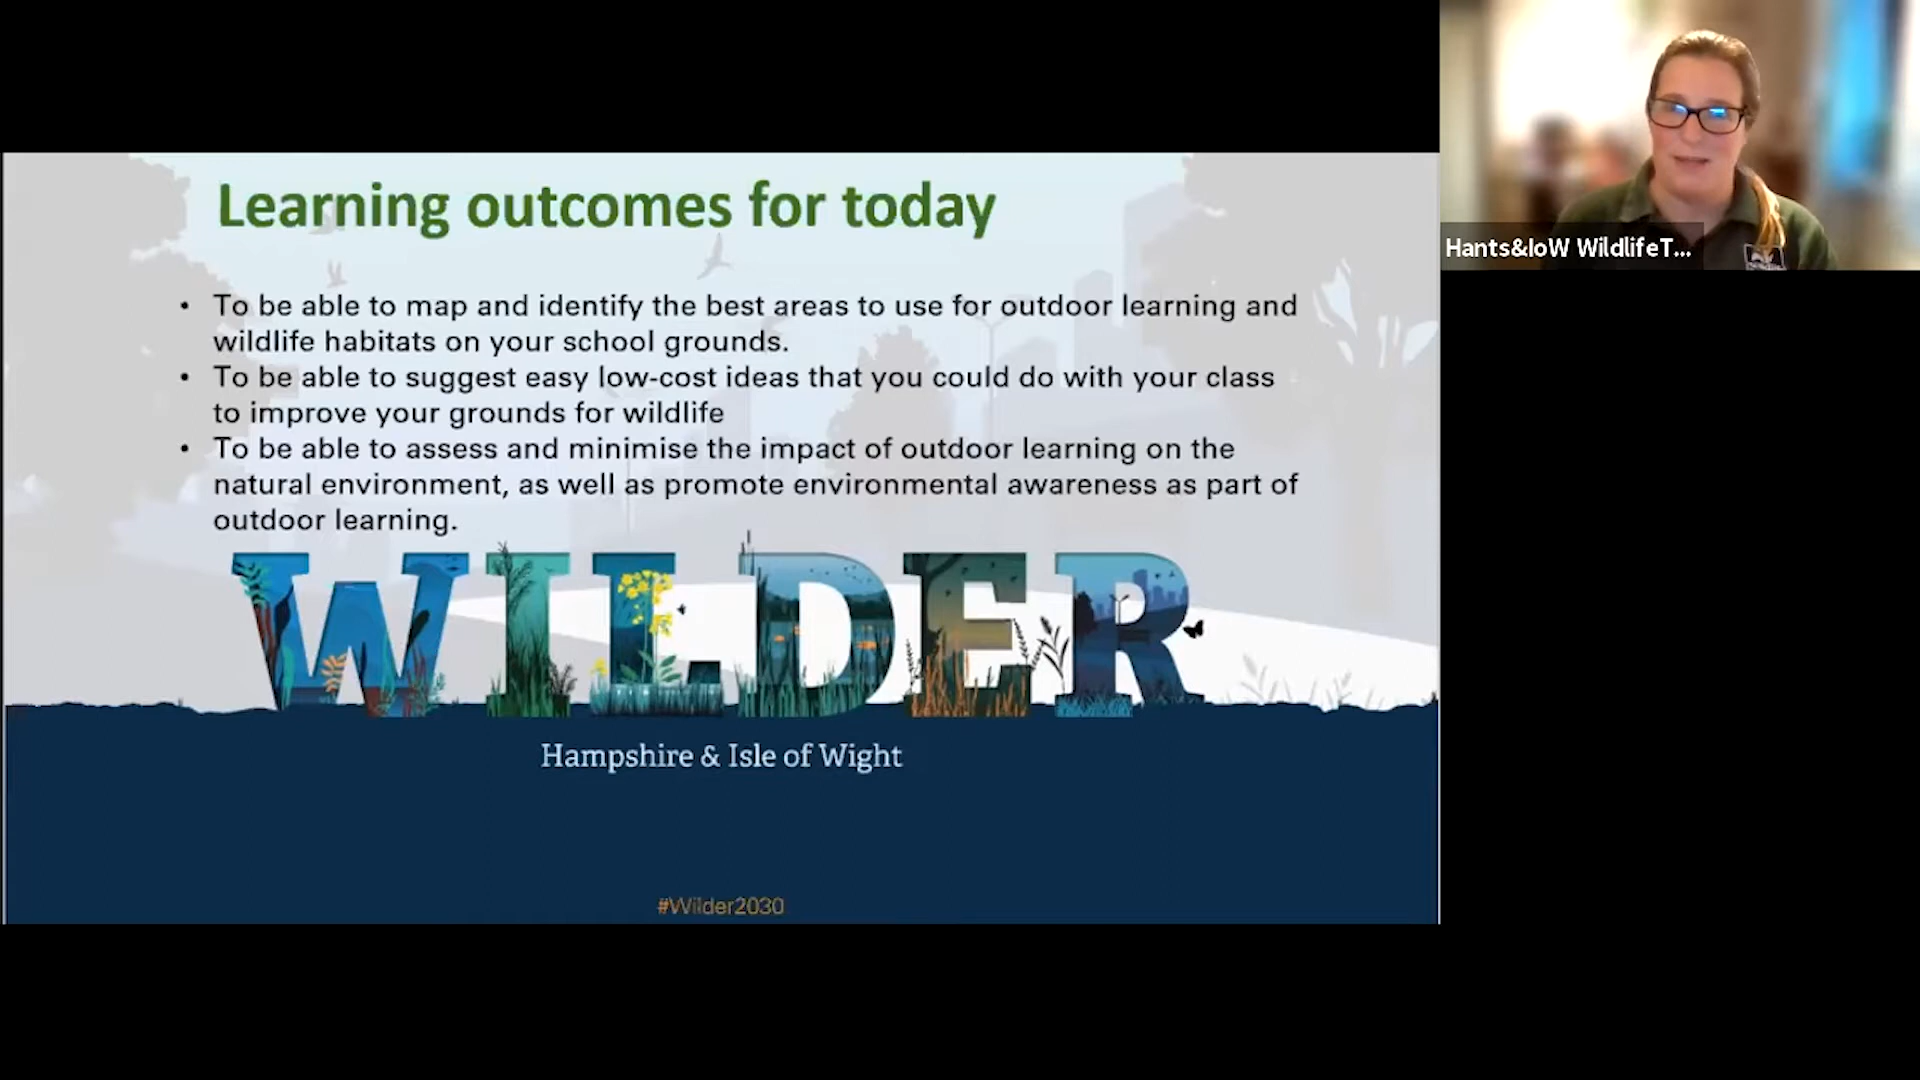 Learning outcomes for today
• To be able to map and identify the best areas to use for outdoor learning and
wildlife habitats on your school grounds.
• To be able to suggest easy low-cost ideas that you could do with your class
to improve your grounds for wildlife
• To be able to assess and minimise the impact of outdoor learning on the
natural environment, as well as promote environmental awareness as part of
outdoor learning.
WILDER
Hampshire & Isle of Wight
#Wilder2030
Hants&IoW WildlifeT...